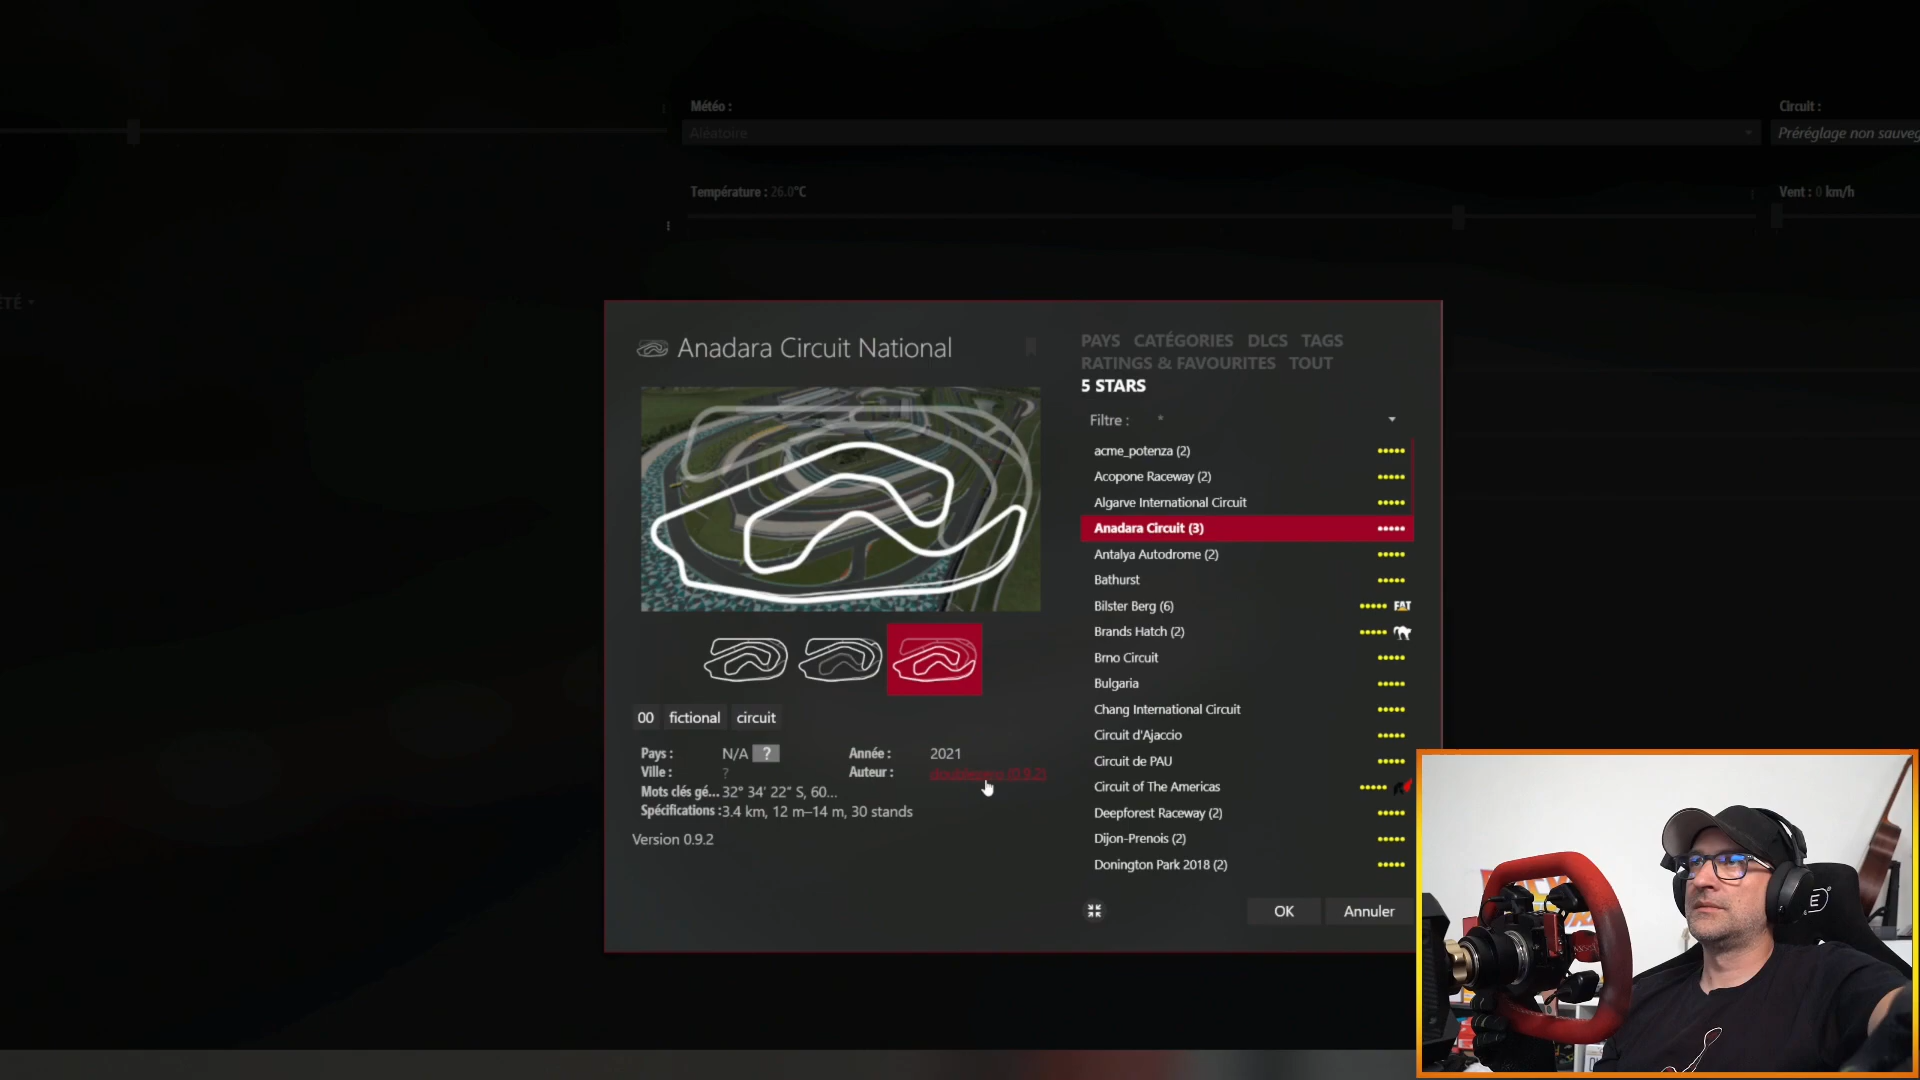 Météo :
Aléatoire
Circuit :
Préréglage non sauveg
Température : 26.0°C
Vent : 0 km/h
ÉTÉ
Anadara Circuit National
PAYS CATÉGORIES DLCS TAGS
RATINGS & FAVOURITES TOUT
5 STARS
Filtre : *
acme_potenza (2)
Acopone Raceway (2)
Algarve International Circuit
Anadara Circuit (3)
Antalya Autodrome (2)
Bathurst
Bilster Berg (6) FAT
Brands Hatch (2)
Brno Circuit
Bulgaria
Chang International Circuit
Circuit d'Ajaccio
Circuit de PAU
Circuit of The Americas
Deepforest Raceway (2)
Dijon-Prenois (2)
Donington Park 2018 (2)
OK Annuler
00 fictional circuit
Pays : N/A ? Année : 2021
Ville : ? Auteur : (0.9.2)
Mots clés gé... 32° 34′ 22″ S, 60...
Spécifications : 3.4 km, 12 m–14 m, 30 stands
Version 0.9.2
E